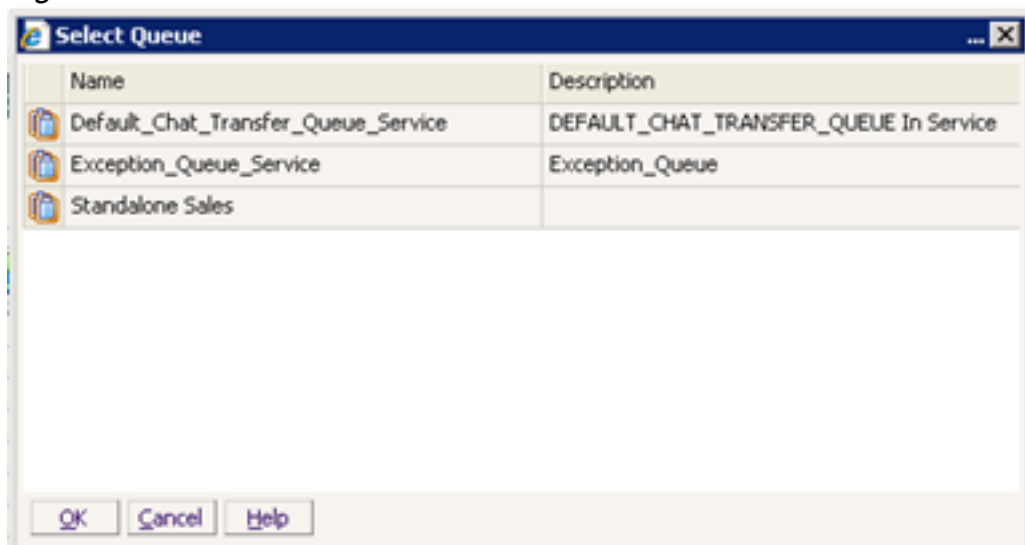 Select Queue ...
Name Description
Default_Chat_Transfer_Queue_Service DEFAULT_CHAT_TRANSFER_QUEUE In Service
Exception_Queue_Service Exception_Queue
Standalone Sales
OK Cancel Help